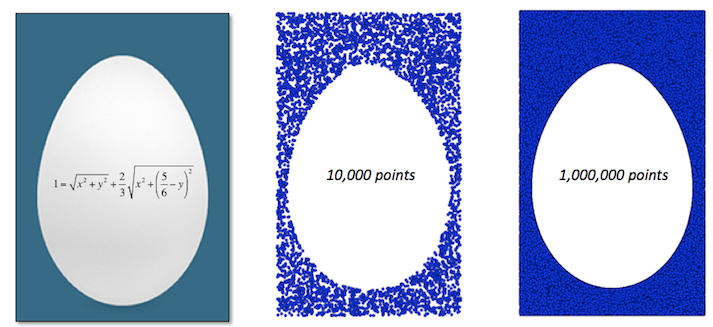 1 = √(x² + y²) + 2/3 √(x² + (5/6 − y)²)
10,000 points
1,000,000 points